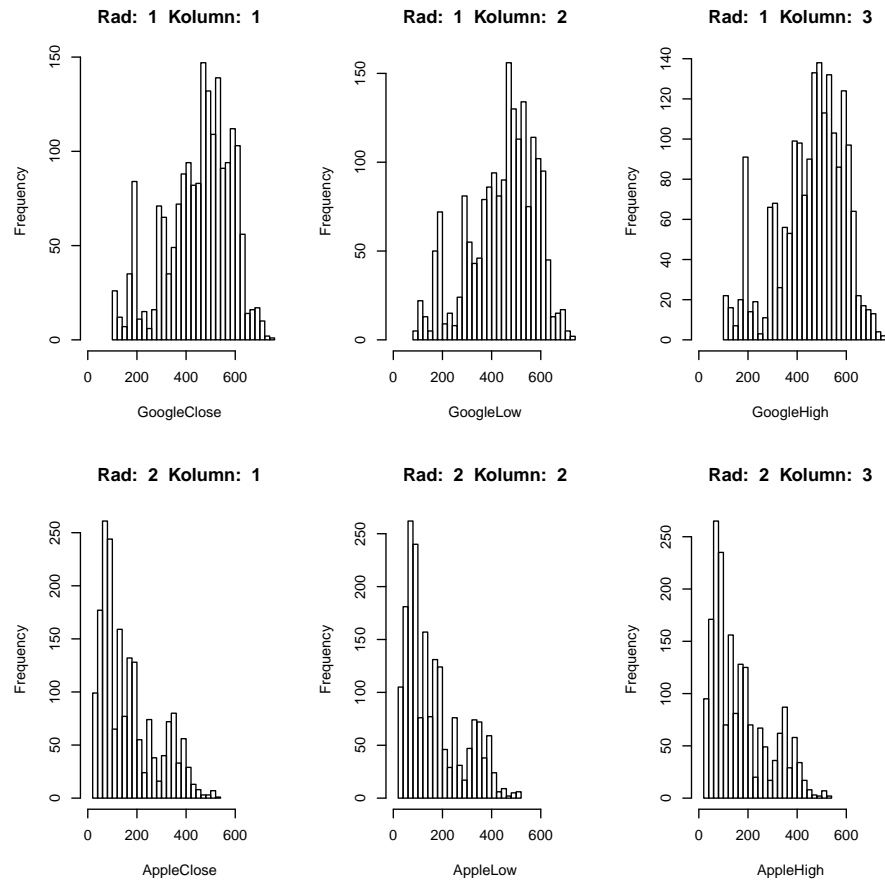 Rad: 1 Kolumn: 1
Frequency
0
50
100
150
0 200 400 600
GoogleClose
Rad: 1 Kolumn: 2
Frequency
0
50
100
150
0 200 400 600
GoogleLow
Rad: 1 Kolumn: 3
Frequency
0
20
40
60
80
100
120
140
0 200 400 600
GoogleHigh
Rad: 2 Kolumn: 1
Frequency
0
50
100
150
200
250
0 200 400 600
AppleClose
Rad: 2 Kolumn: 2
Frequency
0
50
100
150
200
250
0 200 400 600
AppleLow
Rad: 2 Kolumn: 3
Frequency
0
50
100
150
200
250
0 200 400 600
AppleHigh